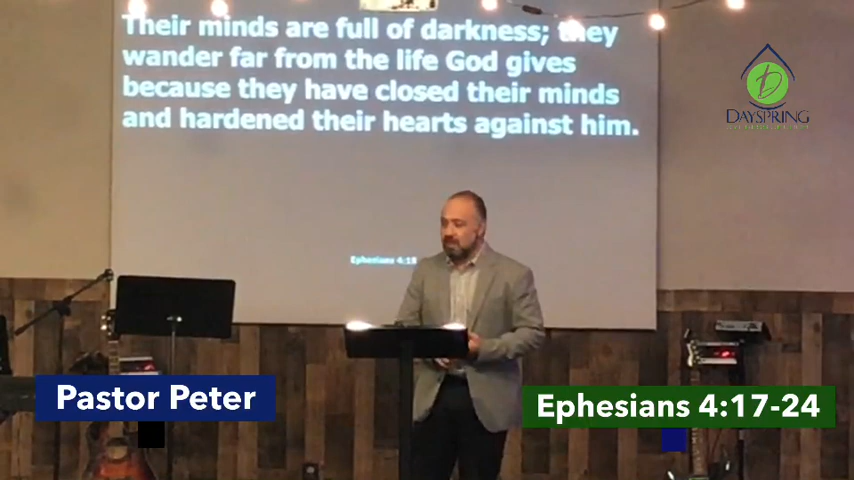 Their minds are full of darkness; they
wander far from the life God gives
because they have closed their minds
and hardened their hearts against him.
Ephesians 4:18
DAYSPRING
Pastor Peter
Ephesians 4:17-24